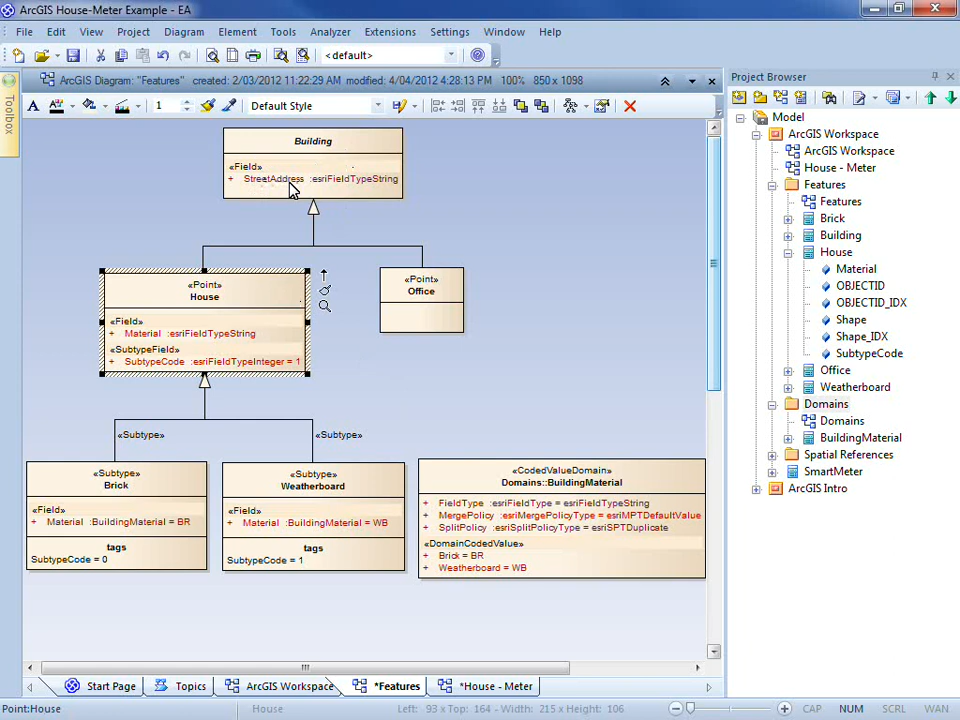 ArcGIS House-Meter Example - EA
File Edit View Project Diagram Element Tools Analyzer Extensions Settings Window Help
<default>
ArcGIS Diagram: "Features" created: 2/03/2012 11:22:29 AM modified: 4/04/2012 4:28:13 PM 100% 850 x 1098
Toolbox
A 1 Default Style
Building
«Field»
+ StreetAddress :esriFieldTypeString
«Point»
House
«Field»
+ Material :esriFieldTypeString
«SubtypeField»
+ SubtypeCode :esriFieldTypeInteger = 1
«Point»
Office
«Subtype»
«Subtype»
«Subtype»
Brick
«Field»
+ Material :BuildingMaterial = BR
tags
SubtypeCode = 0
«Subtype»
Weatherboard
«Field»
+ Material :BuildingMaterial = WB
tags
SubtypeCode = 1
«CodedValueDomain»
Domains::BuildingMaterial
+ FieldType :esriFieldType = esriFieldTypeString
+ MergePolicy :esriMergePolicyType = esriMPTDefaultValue
+ SplitPolicy :esriSplitPolicyType = esriSPTDuplicate
«DomainCodedValue»
+ Brick = BR
+ Weatherboard = WB
Project Browser
Model
ArcGIS Workspace
ArcGIS Workspace
House - Meter
Features
Features
Brick
Building
House
Material
OBJECTID
OBJECTID_IDX
Shape
Shape_IDX
SubtypeCode
Office
Weatherboard
Domains
Domains
BuildingMaterial
Spatial References
SmartMeter
ArcGIS Intro
Start Page Topics ArcGIS Workspace *Features *House - Meter
Point:House House Left: 93 x Top: 164 - Width: 215 x Height: 106 CAP NUM SCRL WAN